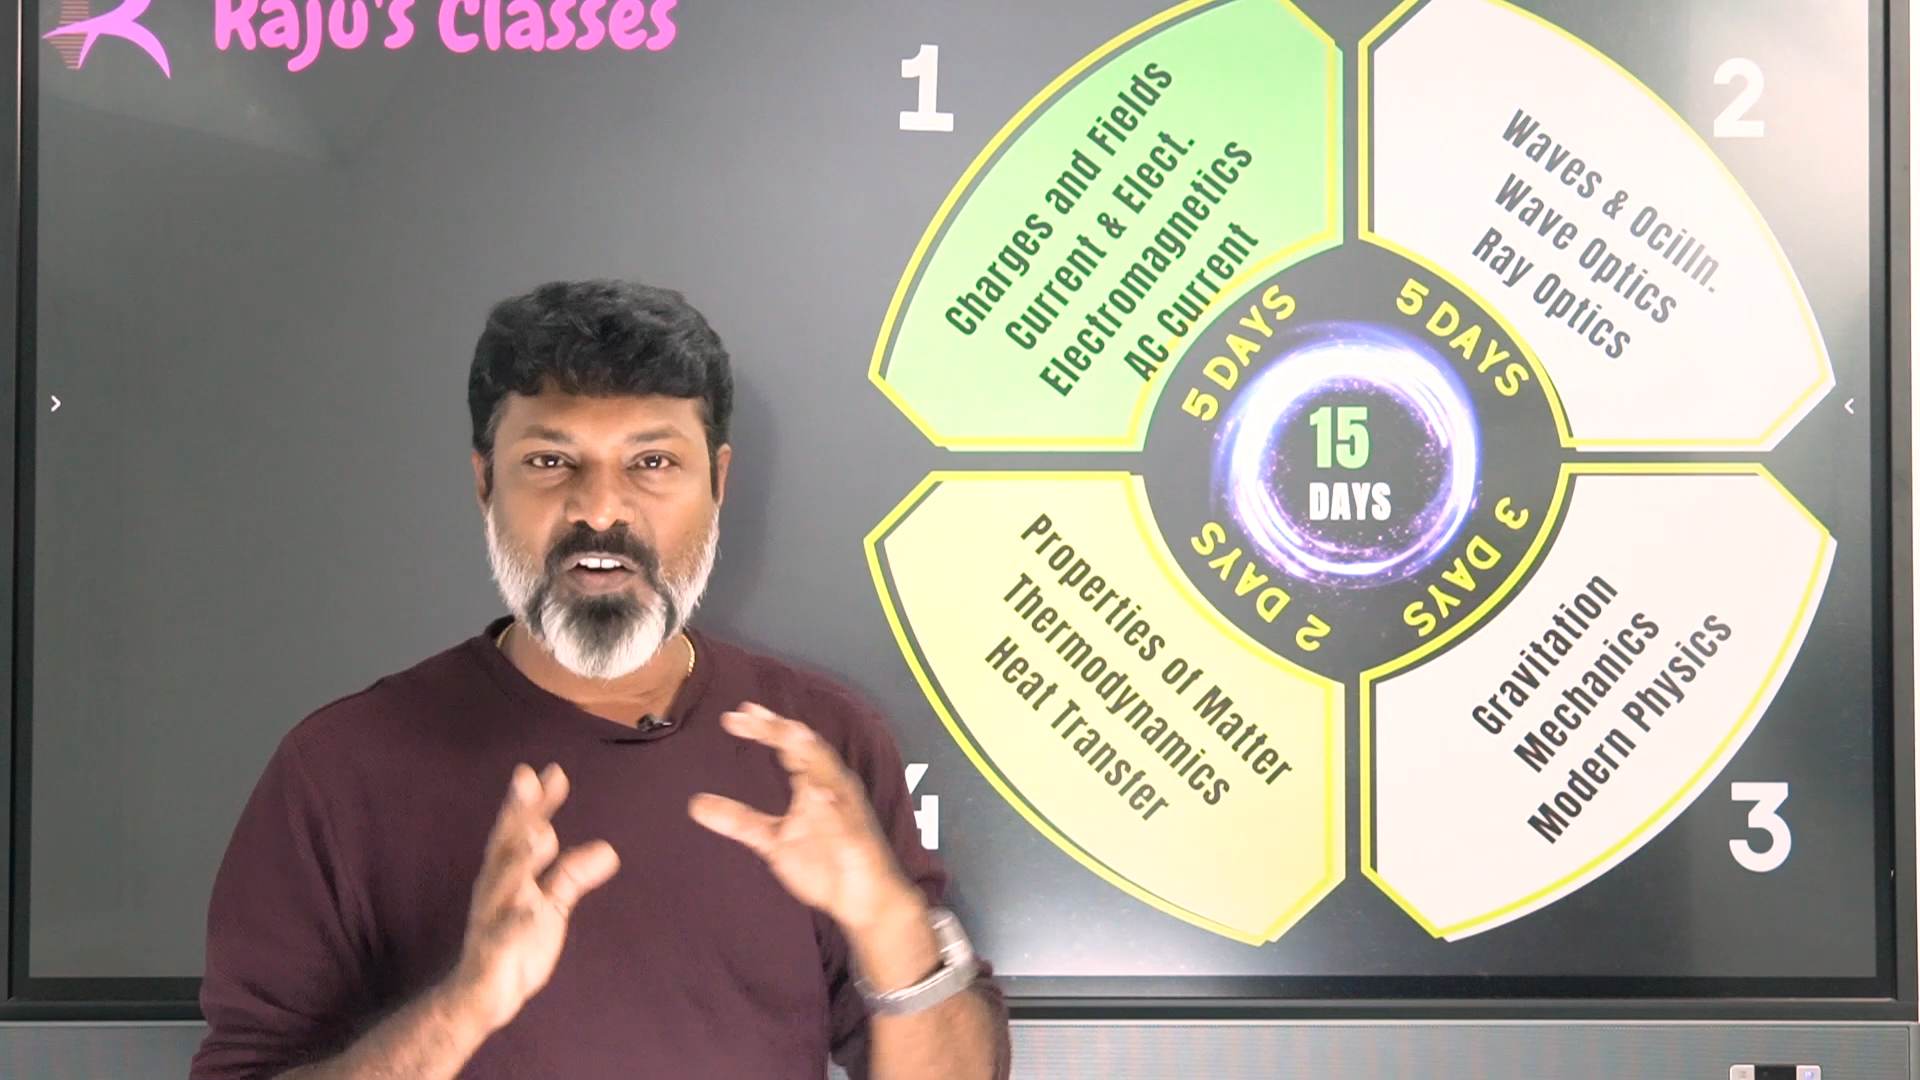 Raju's Classes
1
Charges and Fields
Current & Elect.
Electromagnetics
AC Current
5 DAYS
2
Waves & Ocilln.
Wave Optics
Ray Optics
5 DAYS
15
DAYS
3 DAYS
Gravitation
Mechanics
Modern Physics
3
2 DAYS
Properties of Matter
Thermodynamics
Heat Transfer
4